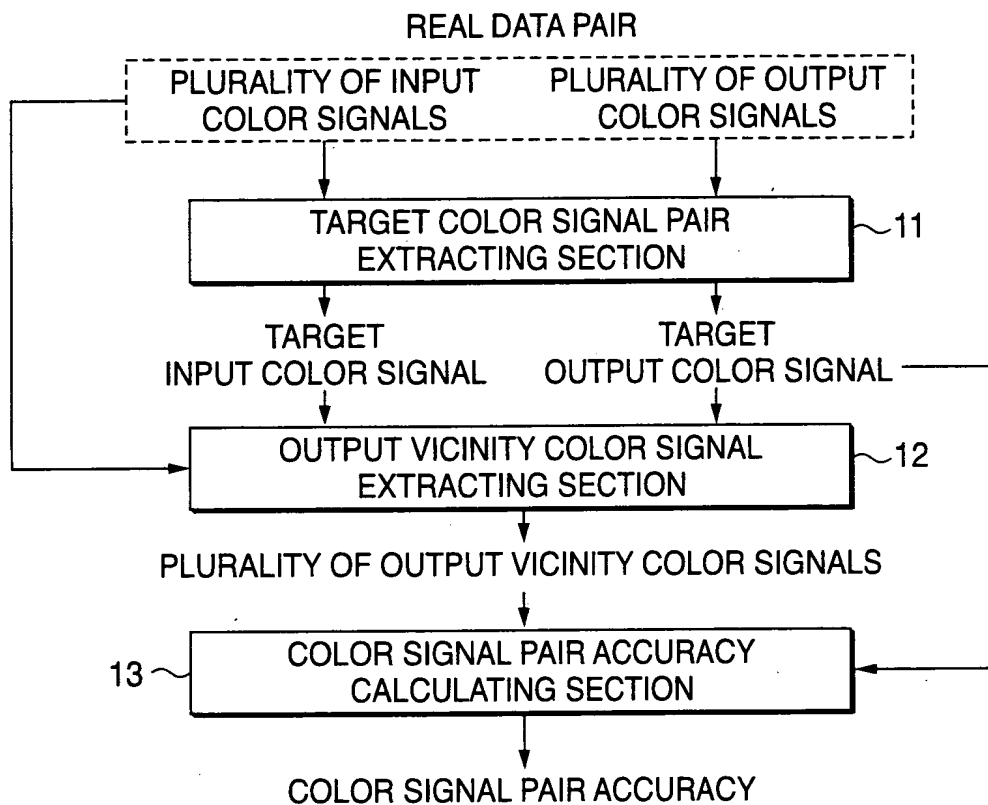 REAL DATA PAIR
PLURALITY OF INPUT
COLOR SIGNALS
PLURALITY OF OUTPUT
COLOR SIGNALS
TARGET COLOR SIGNAL PAIR
EXTRACTING SECTION
11
TARGET
INPUT COLOR SIGNAL
TARGET
OUTPUT COLOR SIGNAL
OUTPUT VICINITY COLOR SIGNAL
EXTRACTING SECTION
12
PLURALITY OF OUTPUT VICINITY COLOR SIGNALS
13
COLOR SIGNAL PAIR ACCURACY
CALCULATING SECTION
COLOR SIGNAL PAIR ACCURACY